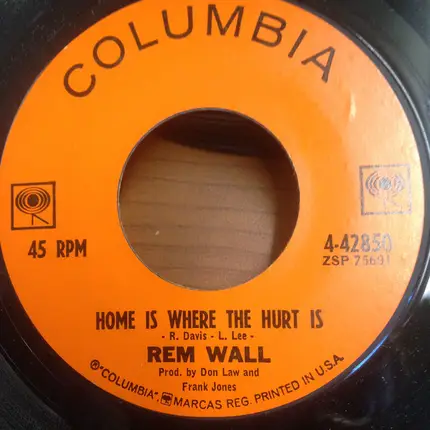 COLUMBIA
45 RPM
4-42850
ZSP 75691
HOME IS WHERE THE HURT IS
- R. Davis - L. Lee -
REM WALL
Prod. by Don Law and
Frank Jones
® "COLUMBIA", MARCAS REG. PRINTED IN U.S.A.